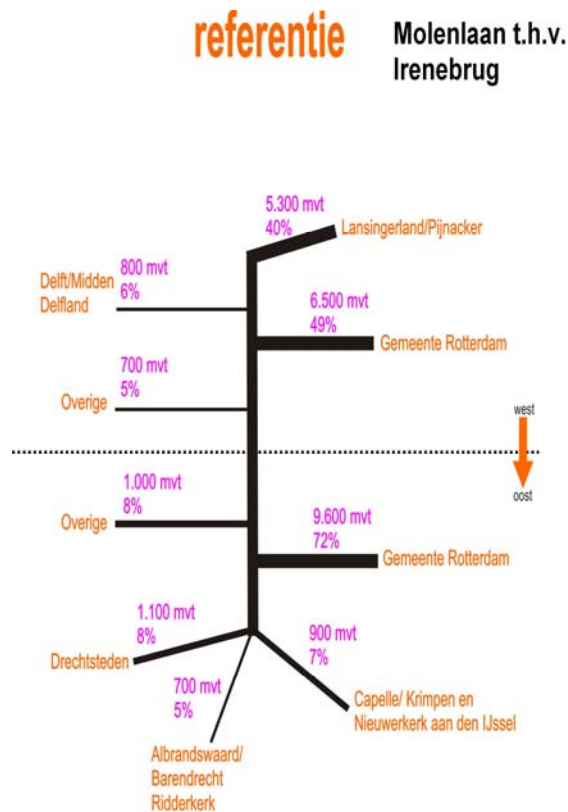 referentie
Molenlaan t.h.v.
Irenebrug
5.300 mvt
40%
Lansingerland/Pijnacker
800 mvt
6%
Delft/Midden
Delfland
6.500 mvt
49%
Gemeente Rotterdam
700 mvt
5%
Overige
west
oost
1.000 mvt
8%
Overige
9.600 mvt
72%
Gemeente Rotterdam
1.100 mvt
8%
Drechtsteden
900 mvt
7%
700 mvt
5%
Capelle/ Krimpen en
Nieuwerkerk aan den IJssel
Albrandswaard/
Barendrecht
Ridderkerk